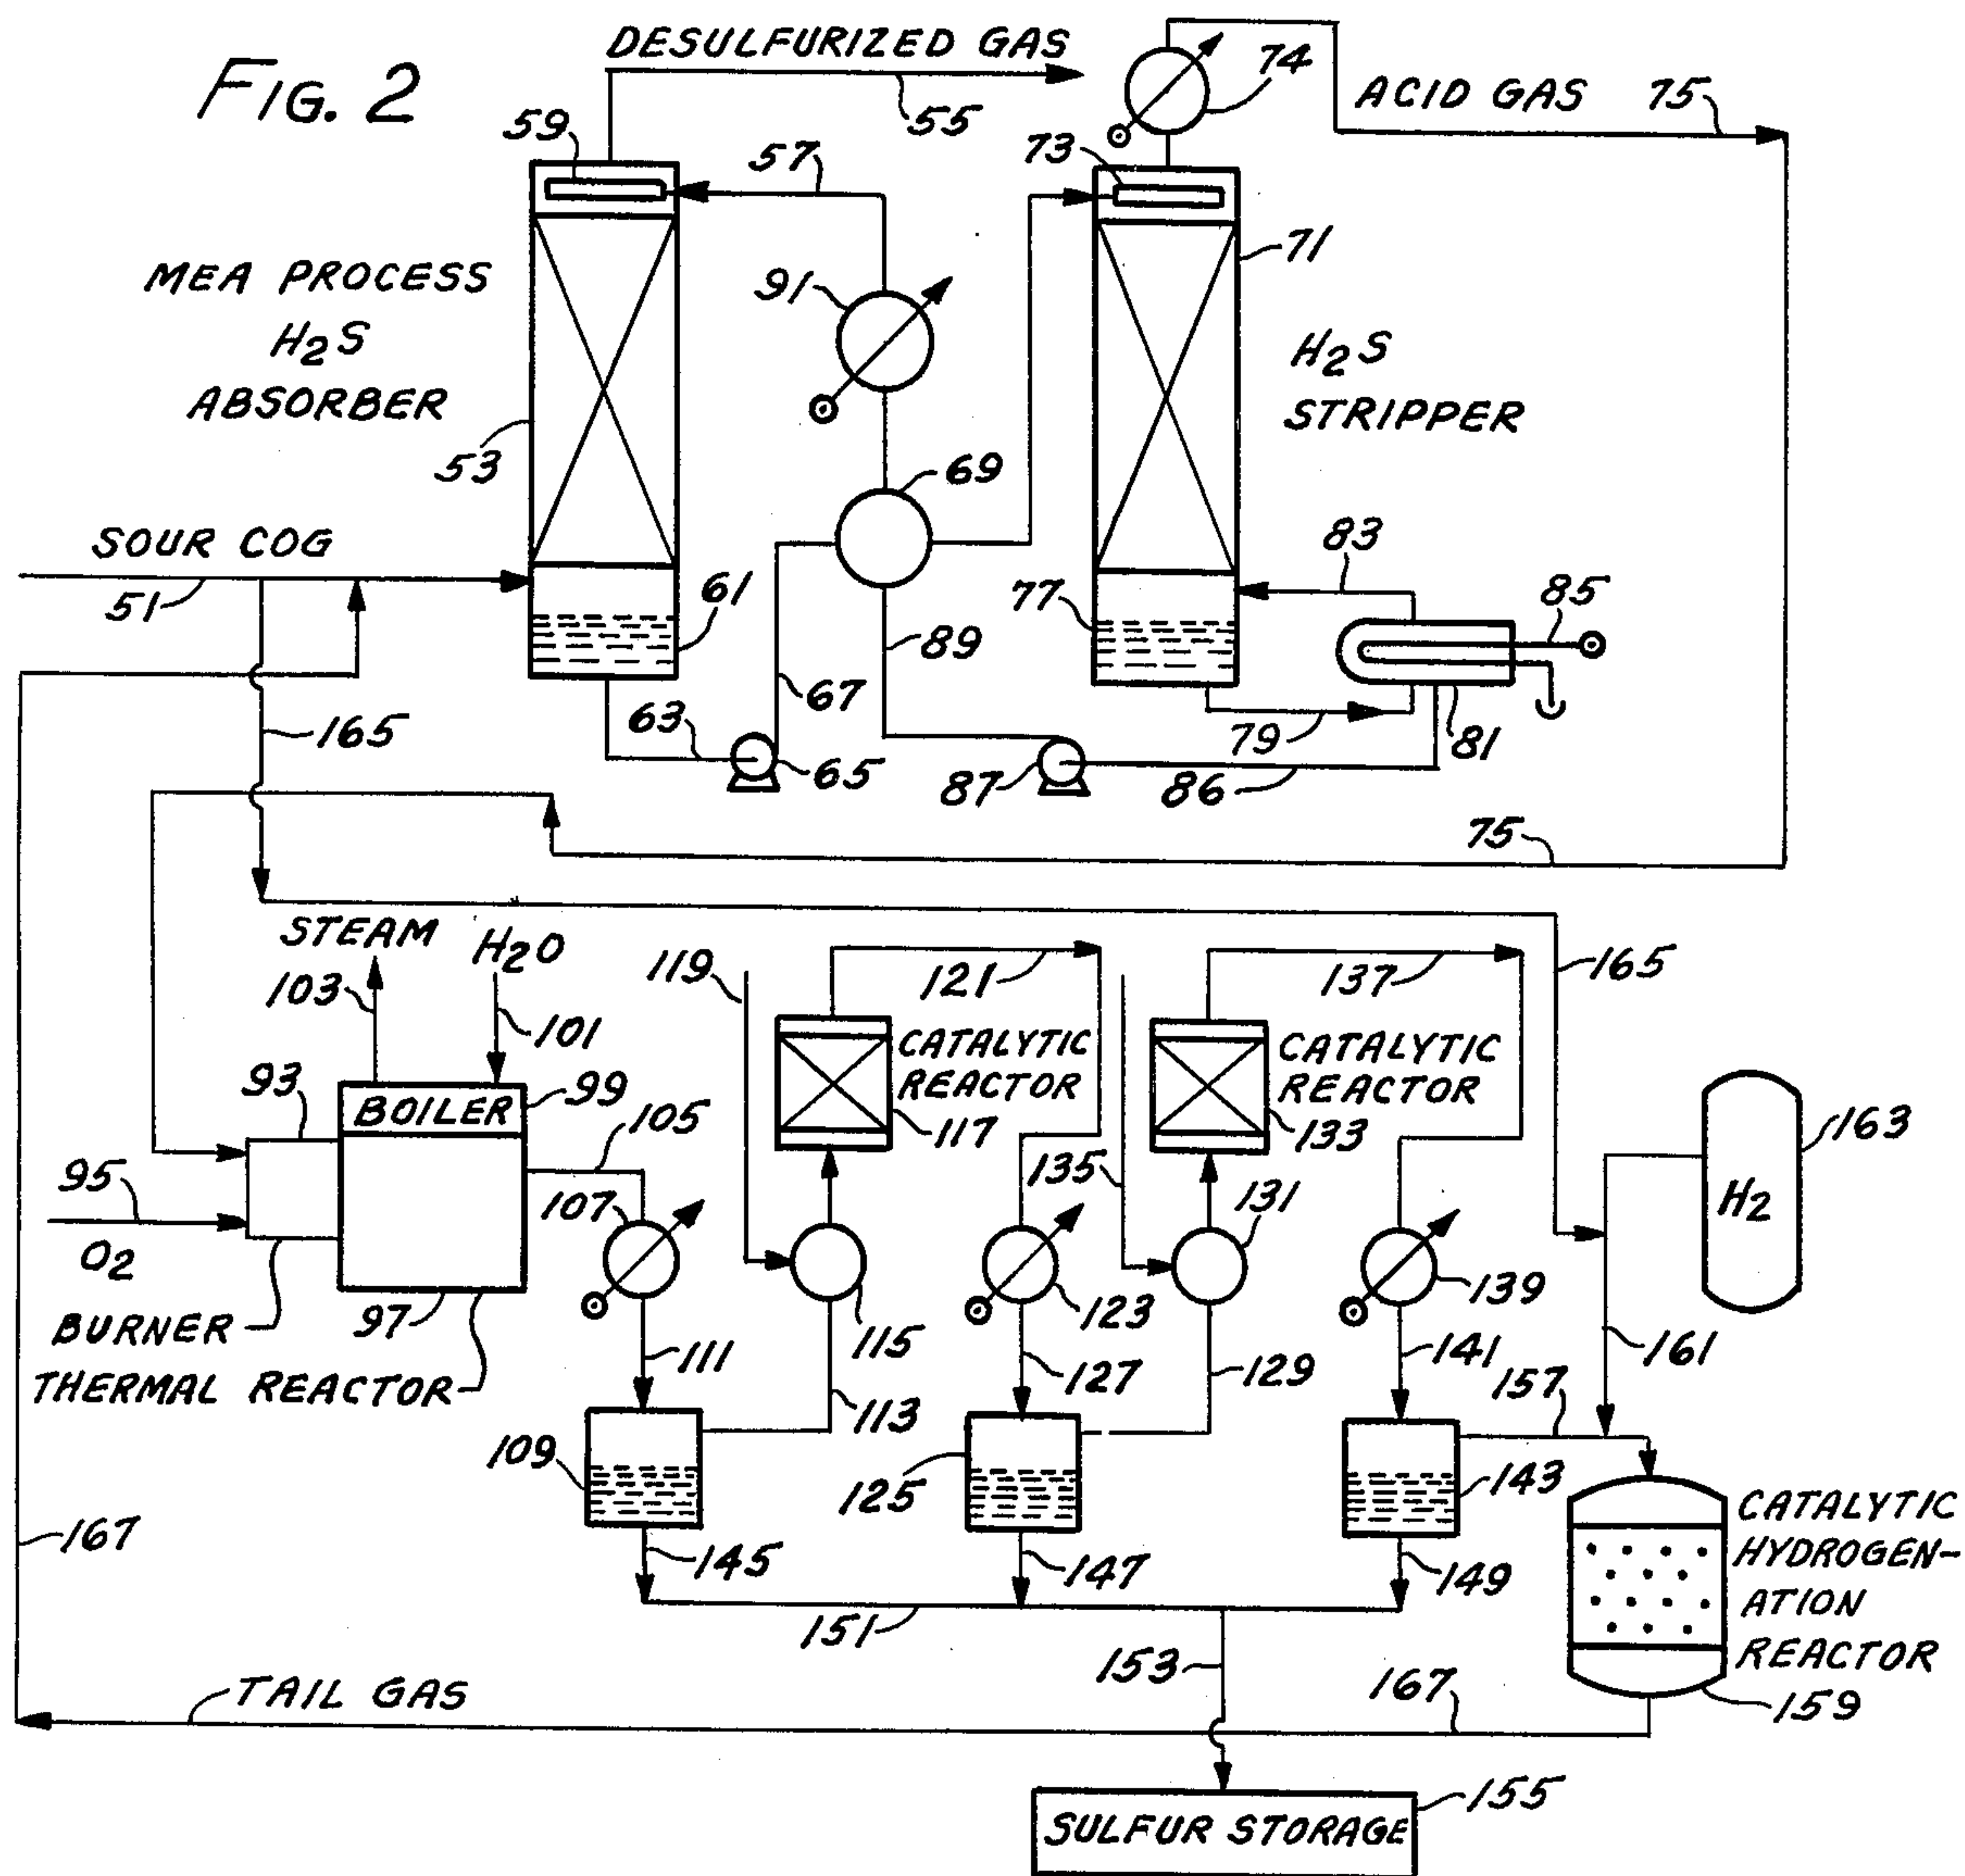 FIG. 2
DESULFURIZED GAS
55
74
ACID GAS 75
59
57
73
71
MEA PROCESS
H2S
ABSORBER
53
91
H2S
STRIPPER
69
SOUR COG
51
61
83
85
77
89
67
165
63
65
79
81
87
86
75
STEAM
H2O
103
101
119
121
137
165
CATALYTIC
REACTOR
117
CATALYTIC
REACTOR
133
93
BOILER
99
105
163
H2
95
O2
107
135
131
115
123
139
BURNER
97
THERMAL REACTOR
111
127
129
141
161
157
113
109
125
143
CATALYTIC
HYDROGEN-
ATION
REACTOR
159
167
145
147
149
151
153
TAIL GAS
167
155
SULFUR STORAGE